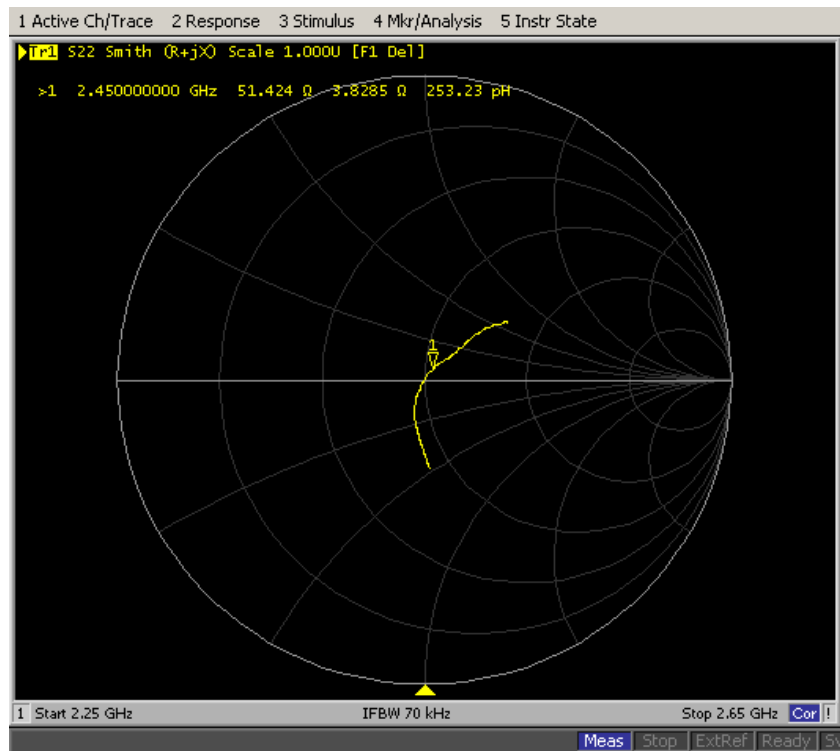 1 Active Ch/Trace 2 Response 3 Stimulus 4 Mkr/Analysis 5 Instr State
Tr1 S22 Smith (R+jX) Scale 1.000U [F1 Del]
>1 2.450000000 GHz 51.424 Ω 3.8285 Ω 253.23 pH
1
1 Start 2.25 GHz IFBW 70 kHz Stop 2.65 GHz Cor !
Meas Stop ExtRef Ready